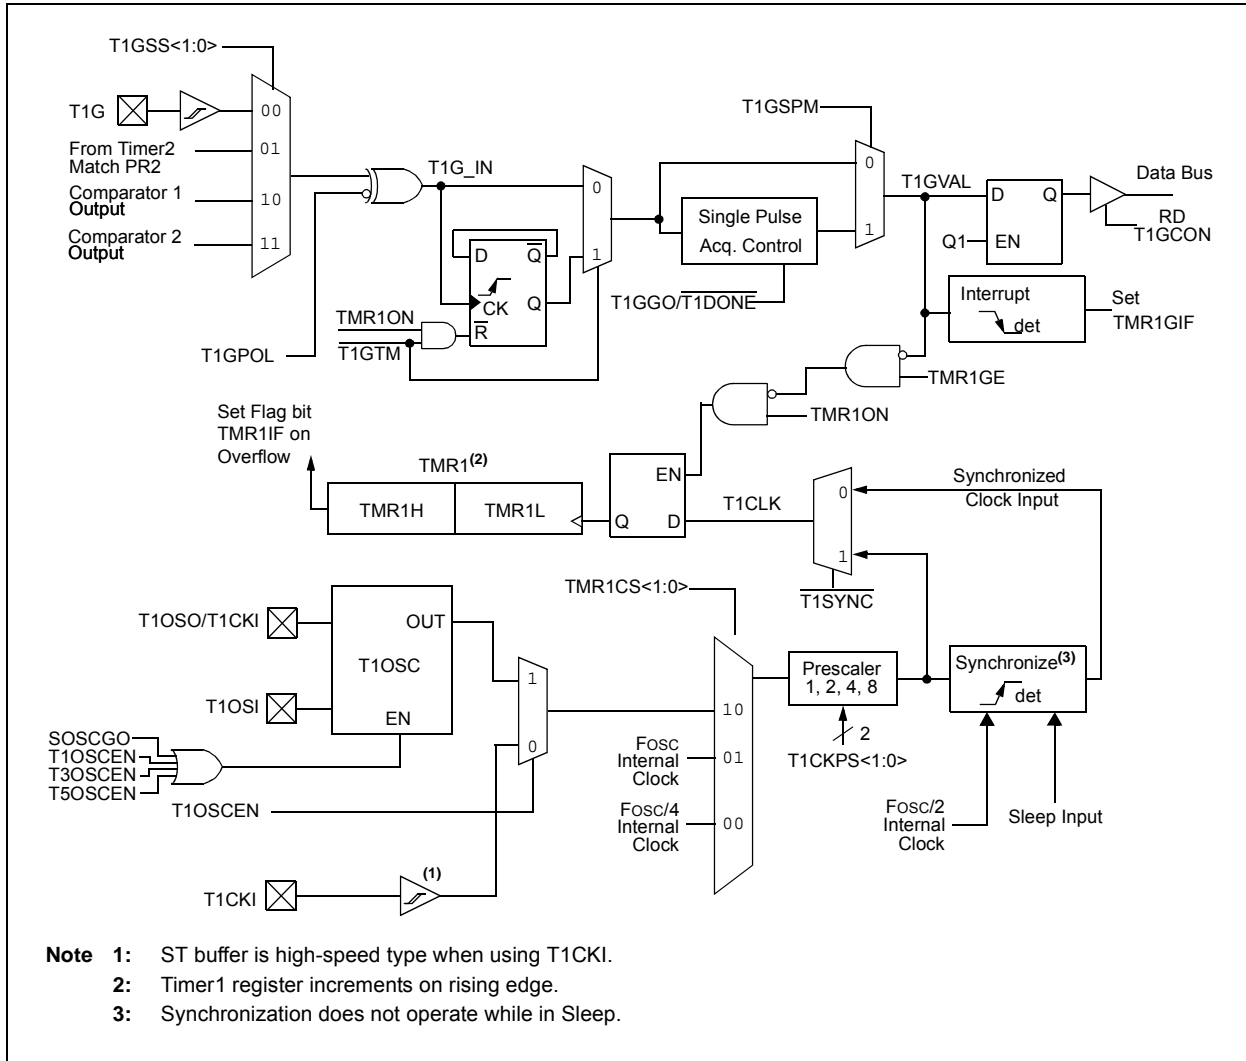 T1GSS<1:0>
T1G
00
From Timer2
Match PR2
01
Comparator 1
Output
10
Comparator 2
Output
11
T1GPOL
T1G_IN
D
Q
CK
Q
R
TMR1ON
T1GTM
0
1
T1GSPM
Single Pulse
Acq. Control
T1GGO/T1DONE
0
1
T1GVAL
D
Q
Q1
EN
Data Bus
RD
T1GCON
Interrupt
det
Set
TMR1GIF
TMR1GE
TMR1ON
Set Flag bit
TMR1IF on
Overflow
TMR1(2)
TMR1H
TMR1L
EN
Q
D
T1CLK
0
1
T1SYNC
Synchronized
Clock Input
T1OSO/T1CKI
OUT
T1OSC
T1OSI
EN
SOSCGO
T1OSCEN
T3OSCEN
T5OSCEN
T1OSCEN
1
0
T1CKI
(1)
TMR1CS<1:0>
10
FOSC
Internal
Clock
01
FOSC/4
Internal
Clock
00
Prescaler
1, 2, 4, 8
2
T1CKPS<1:0>
Synchronize(3)
det
FOSC/2
Internal
Clock
Sleep Input
Note 1: ST buffer is high-speed type when using T1CKI.
2: Timer1 register increments on rising edge.
3: Synchronization does not operate while in Sleep.